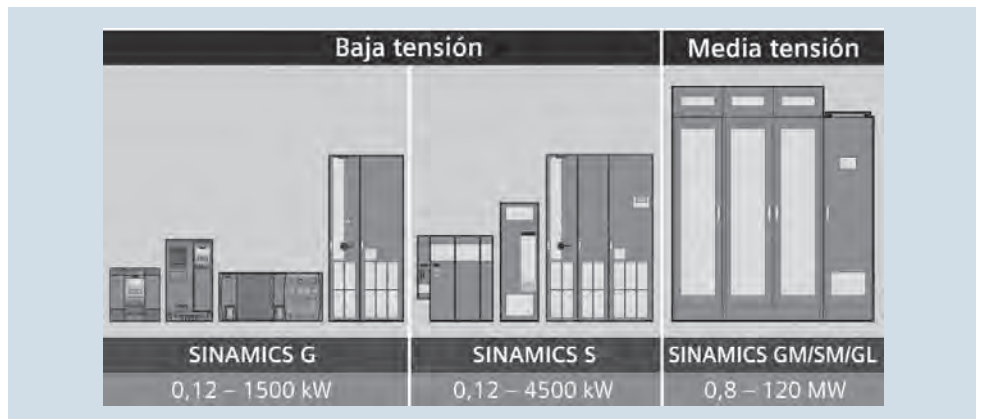 Baja tensión
Media tensión
SINAMICS G
SINAMICS S
SINAMICS GM/SM/GL
0,12 – 1500 kW
0,12 – 4500 kW
0,8 – 120 MW